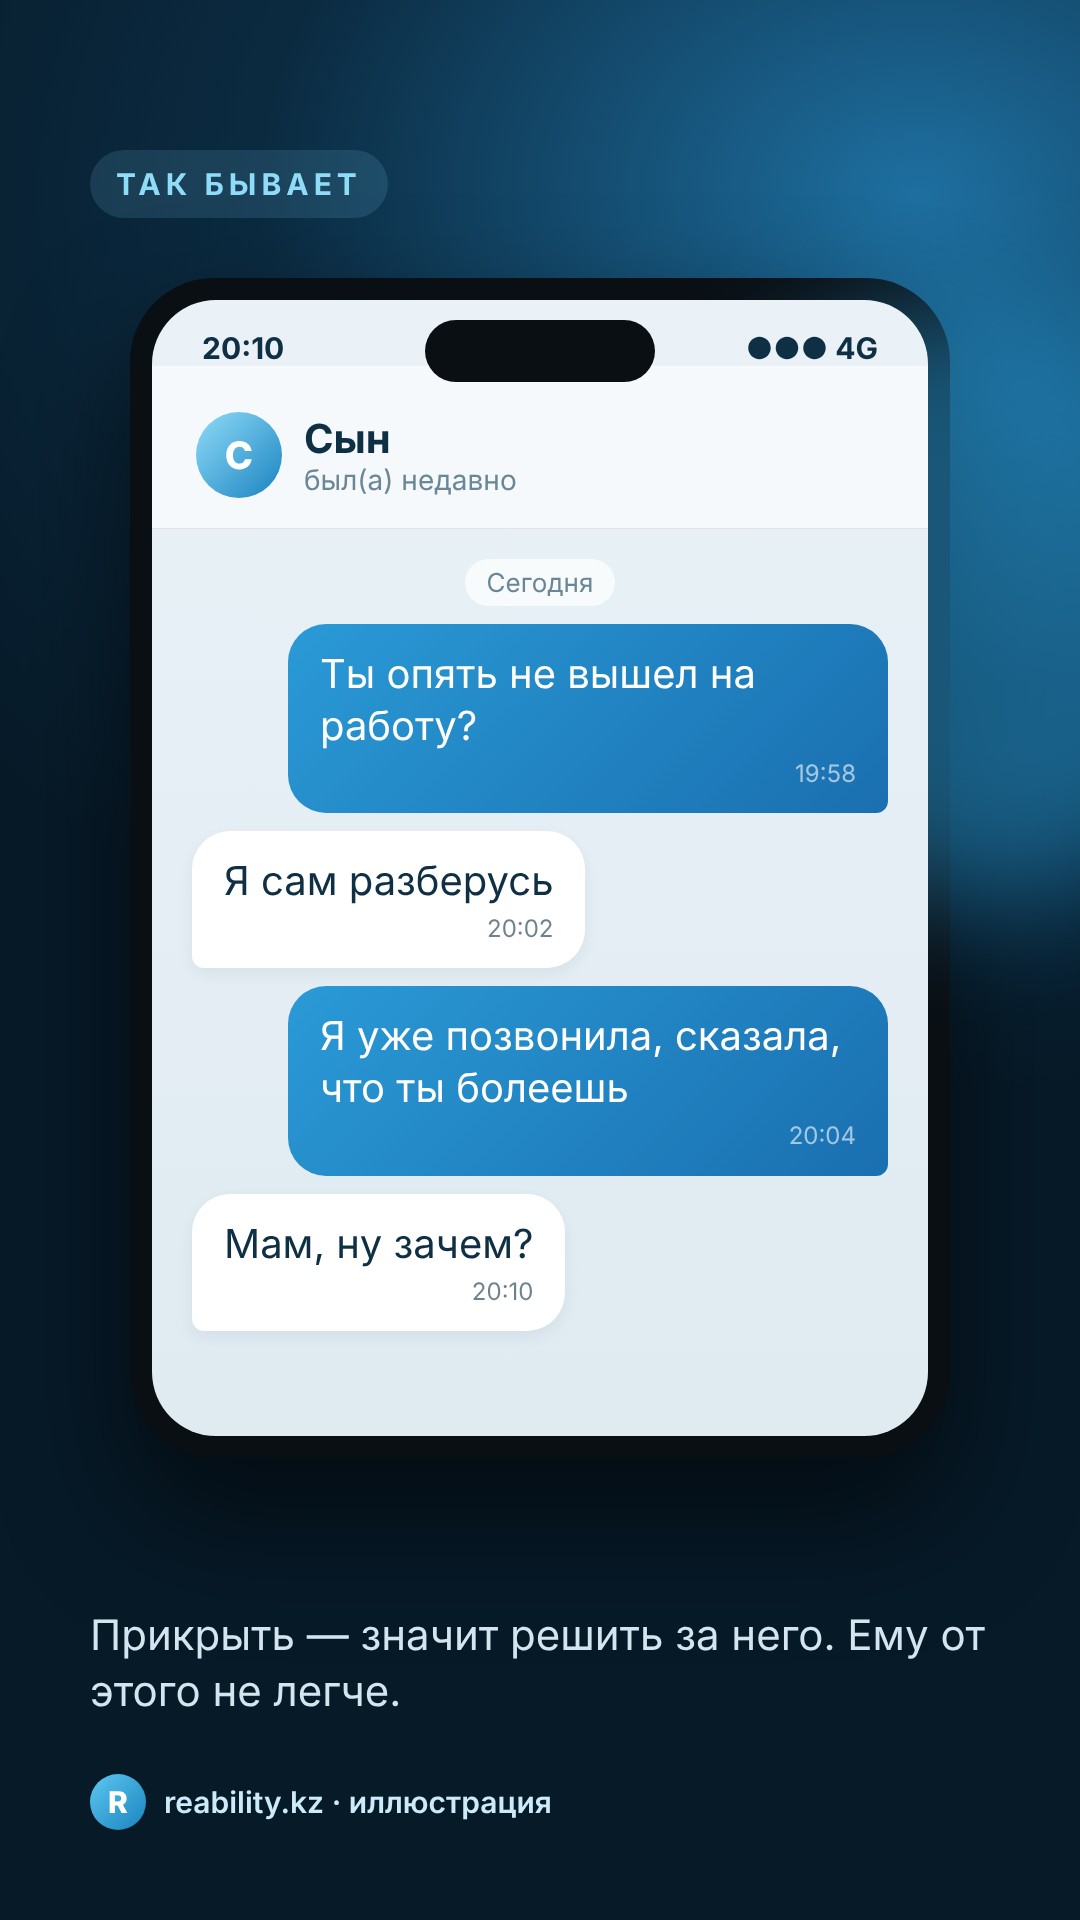 ТАК БЫВАЕТ
20:10
4G
С
Сын
был(а) недавно
Сегодня
Ты опять не вышел на
работу?
19:58
Я сам разберусь
20:02
Я уже позвонила, сказала,
что ты болеешь
20:04
Мам, ну зачем?
20:10
Прикрыть — значит решить за него. Ему от
этого не легче.
R
reability.kz · иллюстрация